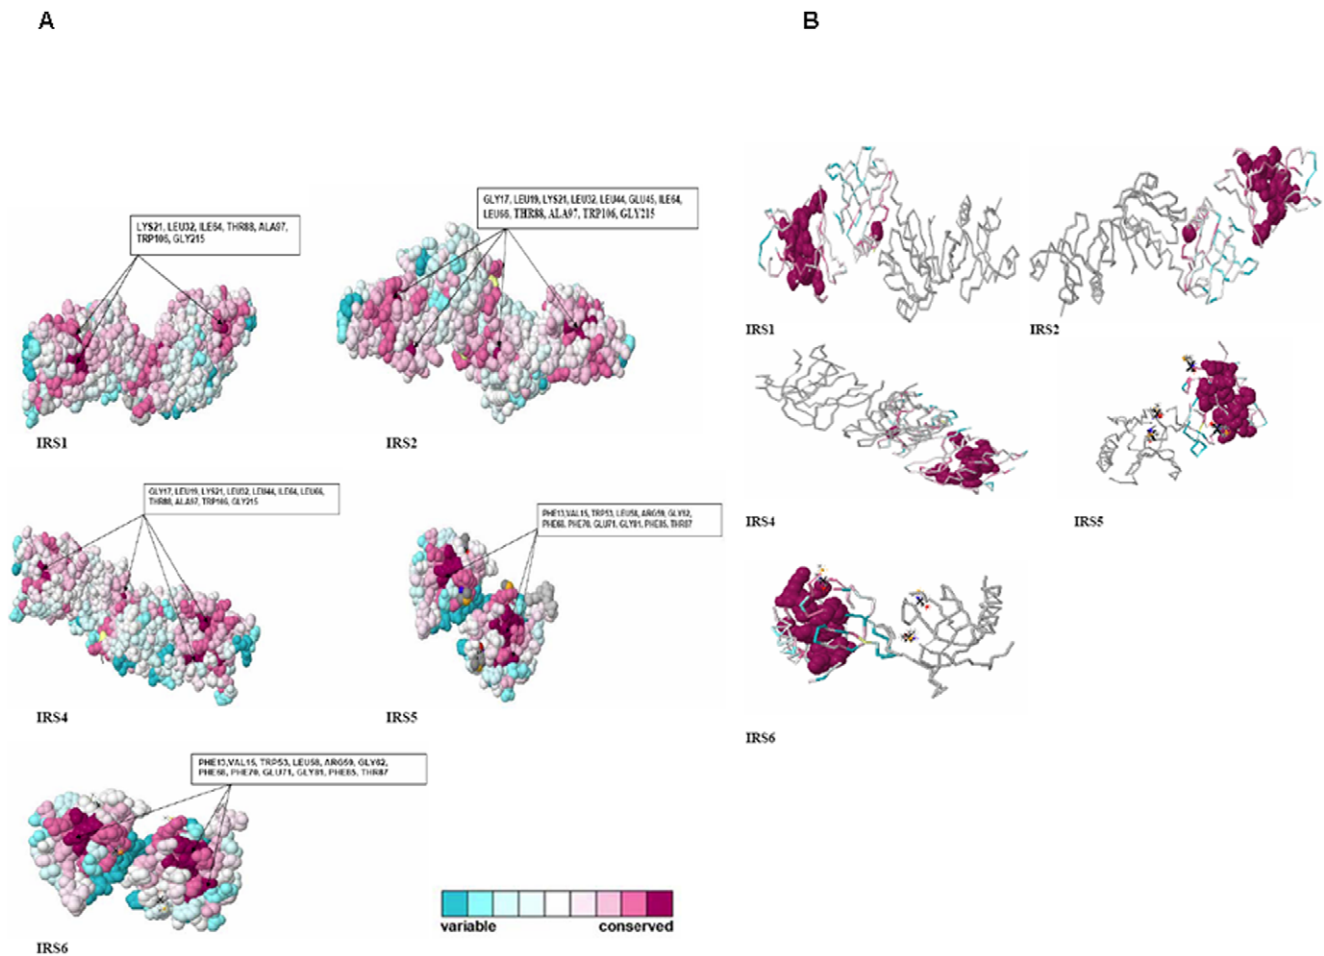 A
B
LYS21, LEU32, ILE64, THR88, ALA97,
TRP106, GLY215
IRS1
GLY17, LEU19, LYS21, LEU32, LEU44, GLU45, ILE64,
LEU66, THR88, ALA97, TRP106, GLY215
IRS2
GLY17, LEU19, LYS21, LEU32, LEU44, ILE64, LEU66,
THR88, ALA97, TRP106, GLY215
IRS4
PHE13,VAL15, TRP53, LEU58, ARG59, GLY62,
PHE68, PHE70, GLU71, GLY81, PHE85, THR87
IRS5
PHE13,VAL15, TRP53, LEU58, ARG59, GLY62,
PHE68, PHE70, GLU71, GLY81, PHE85, THR87
IRS6
variable conserved
IRS1
IRS2
IRS4
IRS5
IRS6